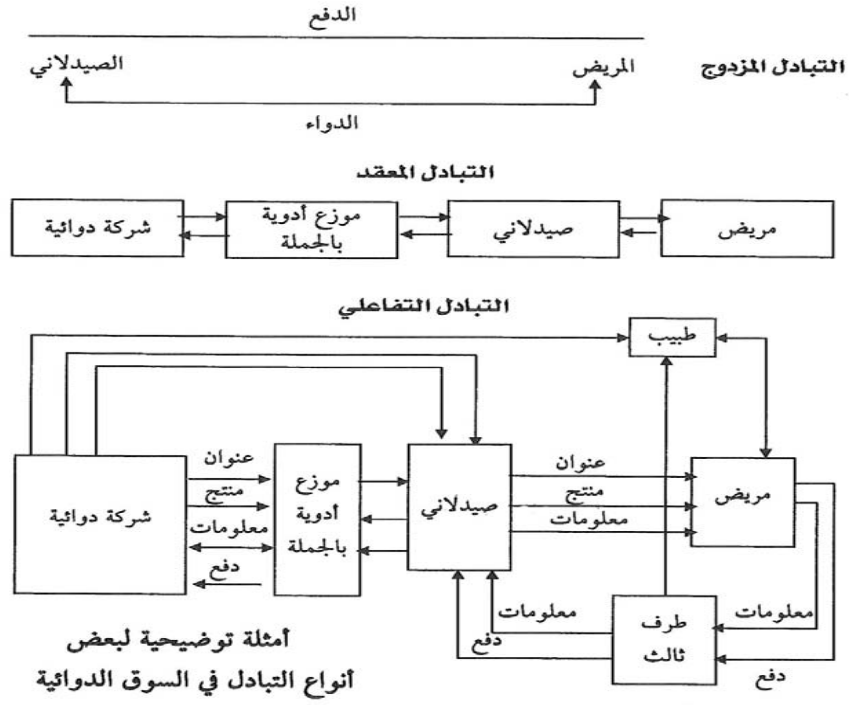 الدفع
التبادل المزدوج
المريض
الصيدلاني
الدواء
التبادل المعقد
شركة دوائية
موزع أدوية
بالجملة
صيدلاني
مريض
التبادل التفاعلي
طبيب
شركة دوائية
عنوان
منتج
معلومات
دفع
موزع
أدوية
بالجملة
صيدلاني
عنوان
منتج
معلومات
مريض
معلومات
دفع
طرف
ثالث
معلومات
دفع
أمثلة توضيحية لبعض
أنواع التبادل في السوق الدوائية